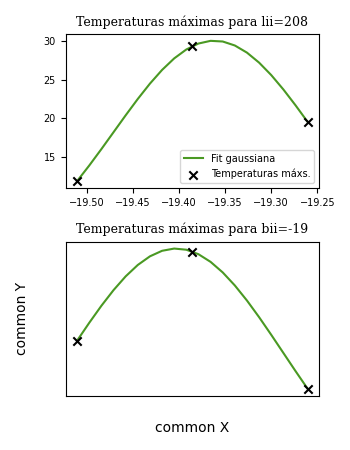 Temperaturas máximas para lii=208
30
25
20
15
Fit gaussiana
Temperaturas máxs.
−19.50 −19.45 −19.40 −19.35 −19.30 −19.25
Temperaturas máximas para bii=-19
common Y
common X